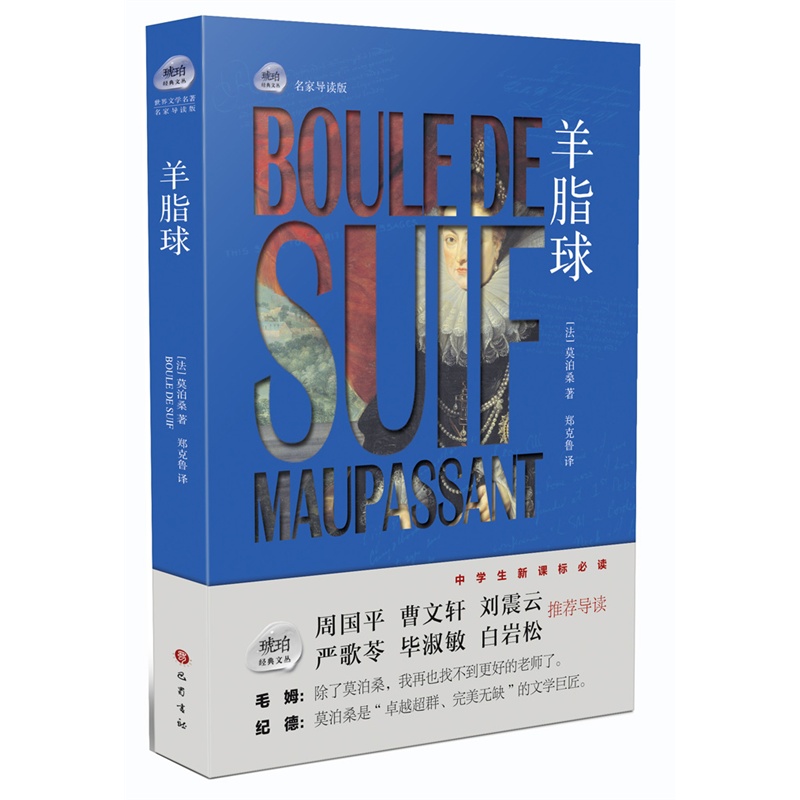 琥珀
经典文丛
世界文学名著
名家导读版
羊脂球
[法]莫泊桑 著
BOULE DE SUIF
郑克鲁 译
巴蜀书社
琥珀
经典文丛
名家导读版
BOULE DE
SUIF
MAUPASSANT
羊脂球
[法]莫泊桑 著
郑克鲁 译
中学生新课标必读
琥珀
经典文丛
周国平 曹文轩 刘震云
严歌苓 毕淑敏 白岩松
推荐导读
毛 姆:除了莫泊桑，我再也找不到更好的老师了。
纪 德:莫泊桑是“卓越超群、完美无缺”的文学巨匠。